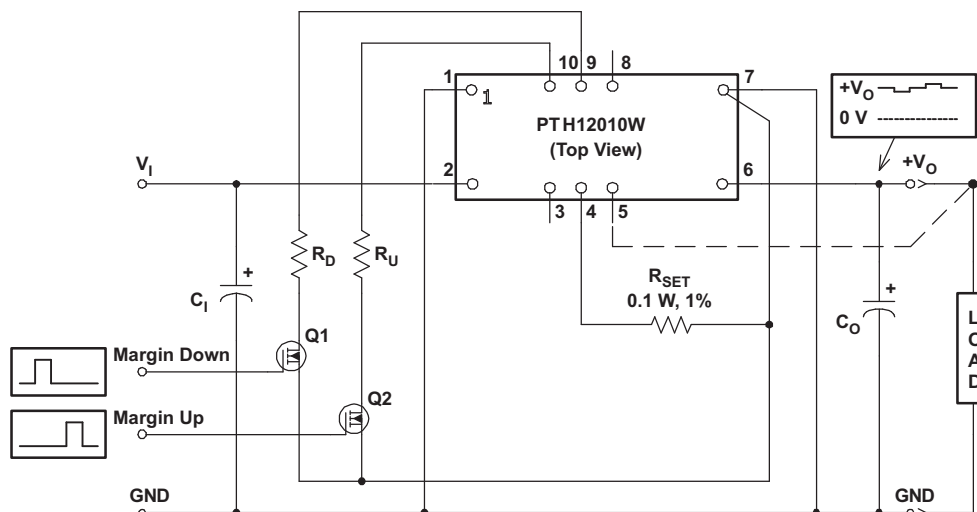 10 9 8
1
1
7
+VO
0 V
PTH12010W
(Top View)
VI
2
6
+VO
3 4 5
RD
RU
RSET
0.1 W, 1%
+
CI
+
CO
L
O
A
D
Q1
Margin Down
Q2
Margin Up
GND
GND